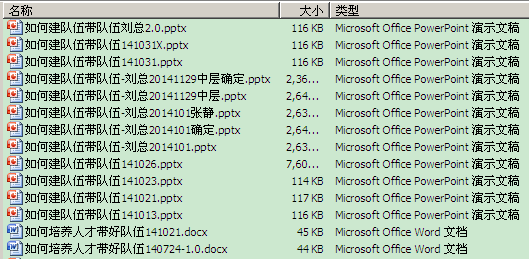 名称 大小 类型
如何建队伍带队伍刘总2.0.pptx 116 KB Microsoft Office PowerPoint 演示文稿
如何建队伍带队伍141031X.pptx 116 KB Microsoft Office PowerPoint 演示文稿
如何建队伍带队伍141031.pptx 116 KB Microsoft Office PowerPoint 演示文稿
如何建队伍带队伍-刘总20141129中层确定.pptx 2,36... Microsoft Office PowerPoint 演示文稿
如何建队伍带队伍-刘总20141129中层.pptx 2,64... Microsoft Office PowerPoint 演示文稿
如何建队伍带队伍-刘总2014101张静.pptx 2,63... Microsoft Office PowerPoint 演示文稿
如何建队伍带队伍-刘总2014101确定.pptx 2,64... Microsoft Office PowerPoint 演示文稿
如何建队伍带队伍-刘总2014101.pptx 2,63... Microsoft Office PowerPoint 演示文稿
如何建队伍带队伍141026.pptx 7,60... Microsoft Office PowerPoint 演示文稿
如何建队伍带队伍141023.pptx 114 KB Microsoft Office PowerPoint 演示文稿
如何建队伍带队伍141021.pptx 117 KB Microsoft Office PowerPoint 演示文稿
如何建队伍带队伍141013.pptx 116 KB Microsoft Office PowerPoint 演示文稿
如何培养人才带好队伍141021.docx 45 KB Microsoft Office Word 文档
如何培养人才带好队伍140724-1.0.docx 44 KB Microsoft Office Word 文档